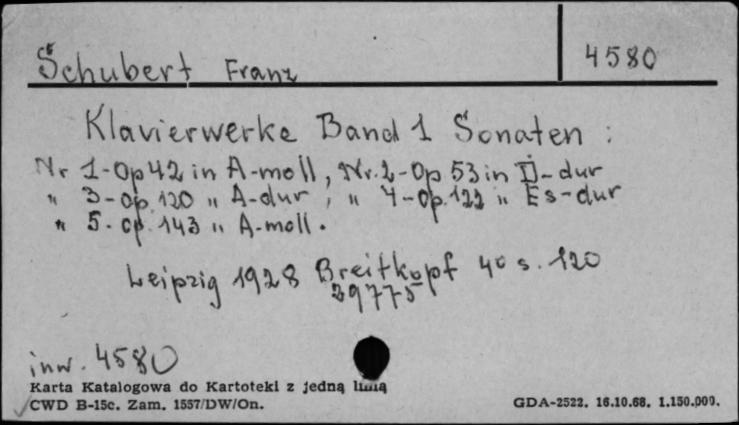 Schubert Franz 4580
Klavierwerke Band 1 Sonaten :
Nr 1-Op 42 in A-moll, Nr. 2-Op 53 in D-dur
" 3-op. 120 " A-dur, " 4-Op. 122 " Es-dur
" 5. op. 143 " A-moll.
Leipzig 1928 Breitkopf 4° s. 120
29775
inw. 4580
Karta Katalogowa do Kartoteki z jedną linią
CWD B-15c. Zam. 1557/DW/On. GDA-2522. 16.10.68. 1.150.000.